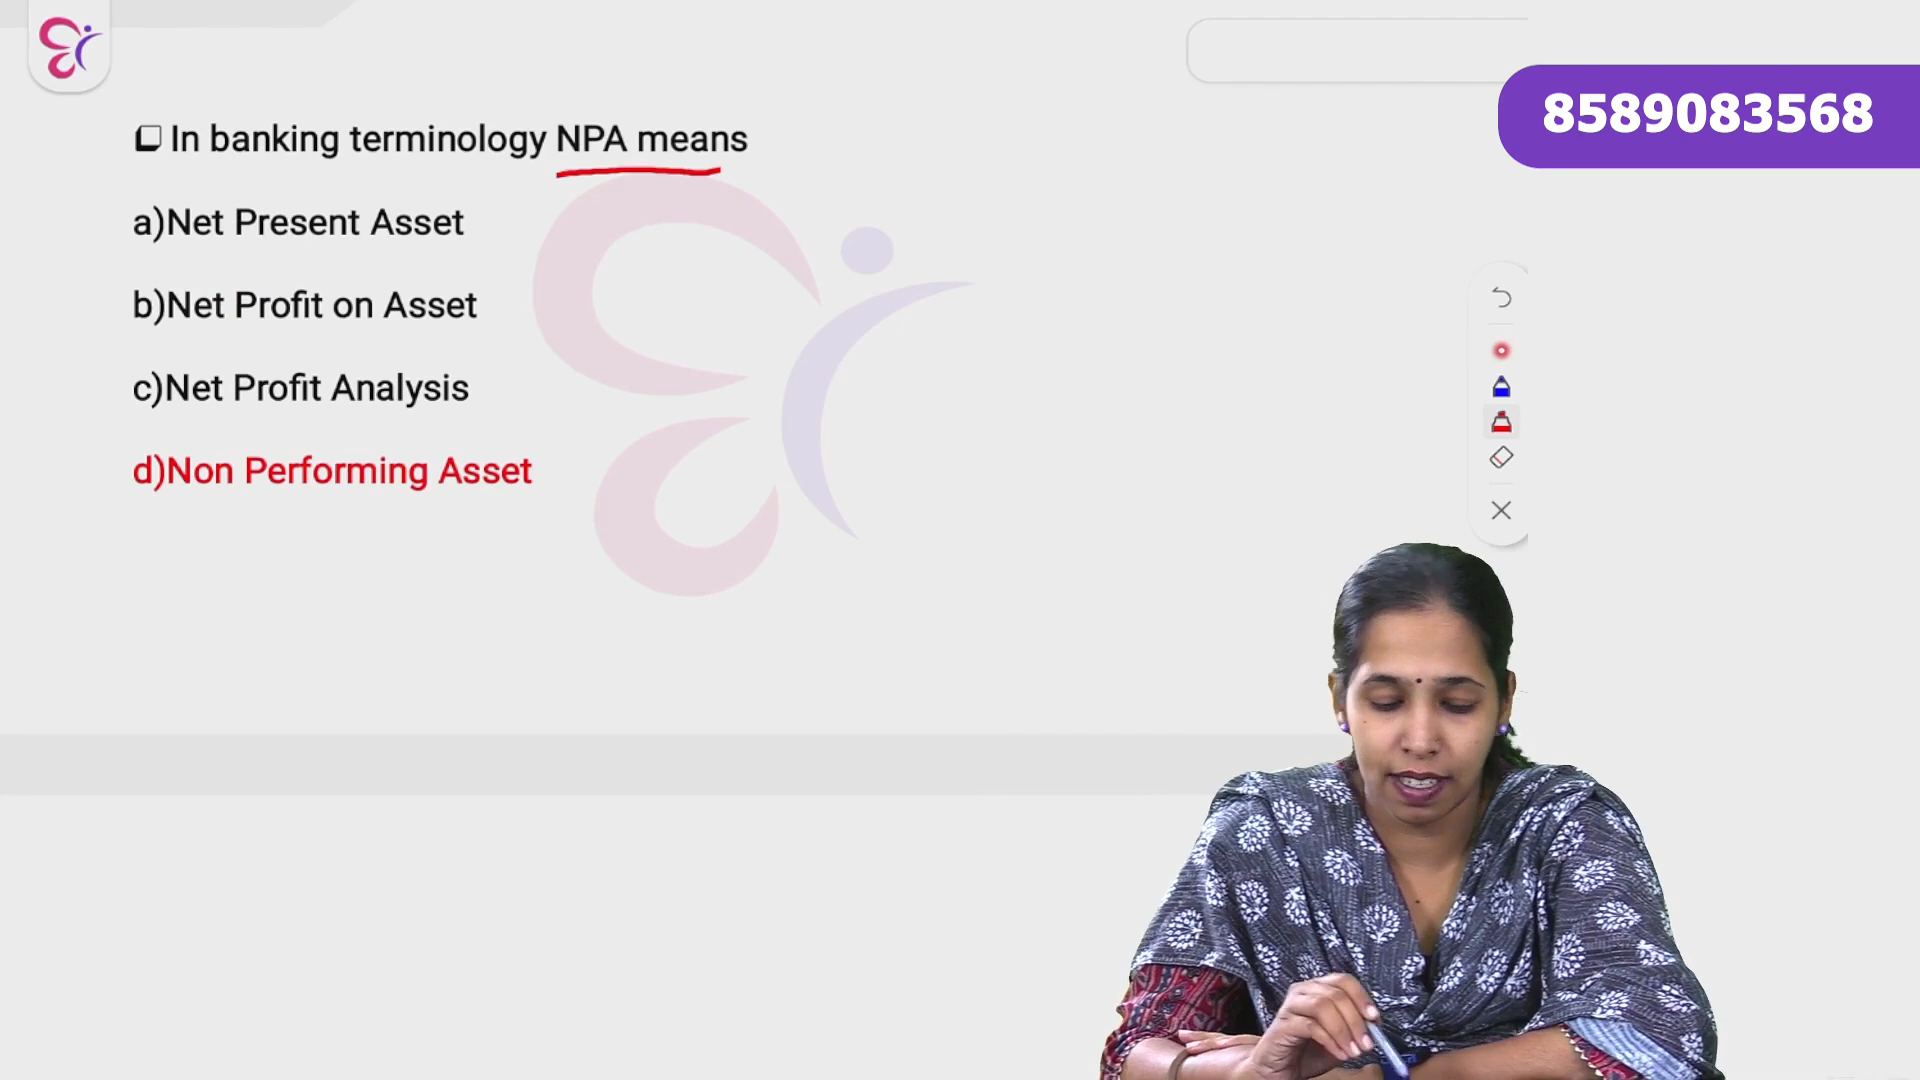 8589083568
❑ In banking terminology NPA means
a)Net Present Asset
b)Net Profit on Asset
c)Net Profit Analysis
d)Non Performing Asset